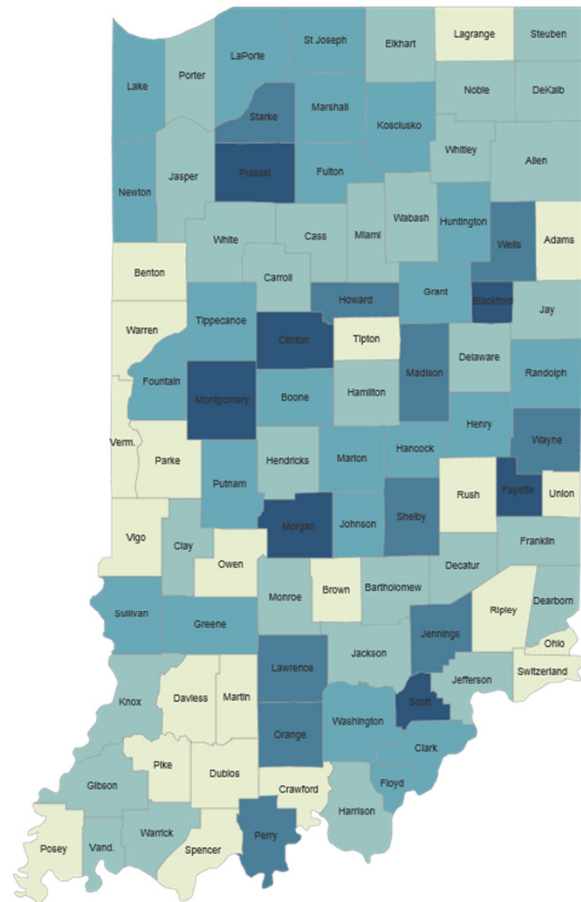 St Joseph
LaPorte
Elkhart
Lagrange
Steuben
Lake
Porter
Noble
DeKalb
Starke
Marshall
Kosciusko
Whitley
Allen
Newton
Jasper
Pulaski
Fulton
White
Cass
Miami
Wabash
Huntington
Wells
Adams
Benton
Carroll
Howard
Grant
Blackford
Jay
Warren
Tippecanoe
Clinton
Tipton
Madison
Delaware
Randolph
Fountain
Montgomery
Boone
Hamilton
Henry
Wayne
Verm.
Parke
Putnam
Hendricks
Marion
Hancock
Shelby
Rush
Fayette
Union
Vigo
Clay
Owen
Morgan
Johnson
Franklin
Decatur
Monroe
Brown
Bartholomew
Ripley
Dearborn
Sullivan
Greene
Jennings
Ohio
Lawrence
Jackson
Switzerland
Jefferson
Knox
Daviess
Martin
Scott
Washington
Orange
Clark
Pike
Dubios
Gibson
Crawford
Floyd
Harrison
Posey
Vand.
Warrick
Spencer
Perry